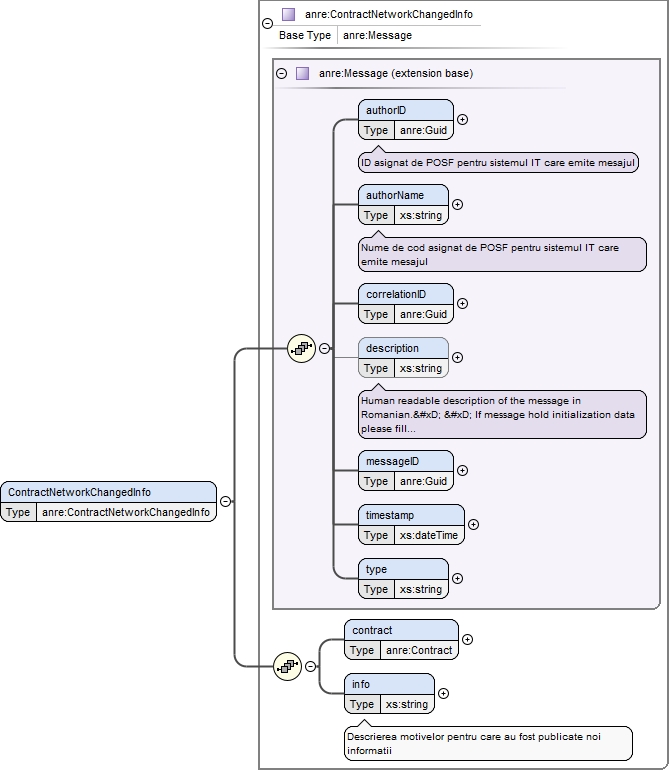 anre:ContractNetworkChangedInfo
Base Type anre:Message
anre:Message (extension base)
authorID
Type anre:Guid
ID asignat de POSF pentru sistemul IT care emite mesajul
authorName
Type xs:string
Nume de cod asignat de POSF pentru sistemul IT care
emite mesajul
correlationID
Type anre:Guid
description
Type xs:string
Human readable description of the message in
Romanian.&#xD; &#xD; If message hold initialization data
please fill...
messageID
Type anre:Guid
timestamp
Type xs:dateTime
type
Type xs:string
ContractNetworkChangedInfo
Type anre:ContractNetworkChangedInfo
contract
Type anre:Contract
info
Type xs:string
Descrierea motivelor pentru care au fost publicate noi
informatii